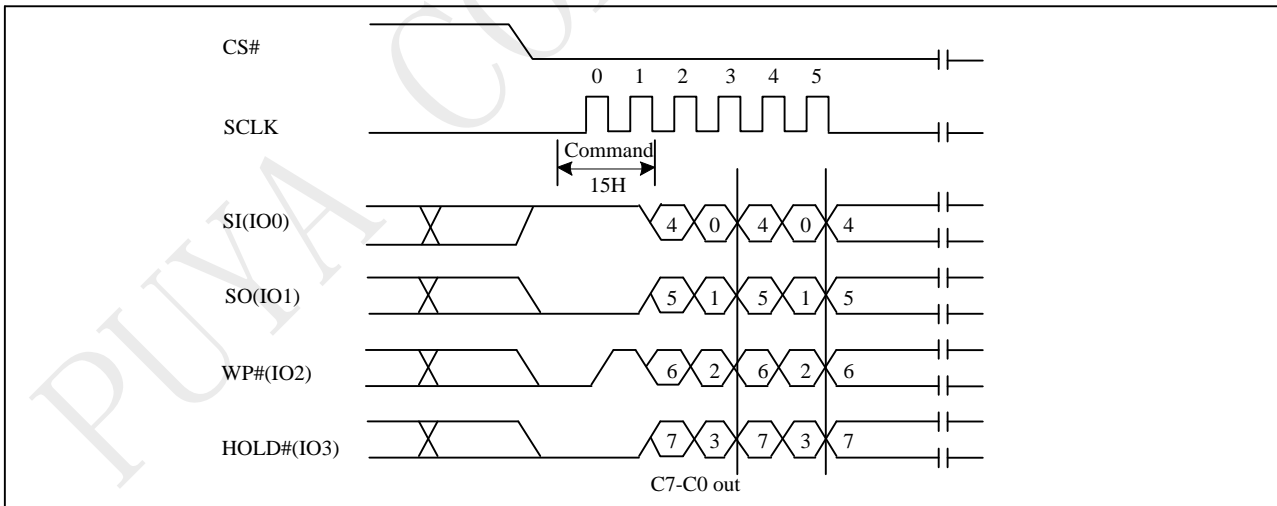 PUYA CO
CS#
0 1 2 3 4 5
SCLK
Command
15H
SI(IO0)
4 0 4 0 4
SO(IO1)
5 1 5 1 5
WP#(IO2)
6 2 6 2 6
HOLD#(IO3)
7 3 7 3 7
C7-C0 out